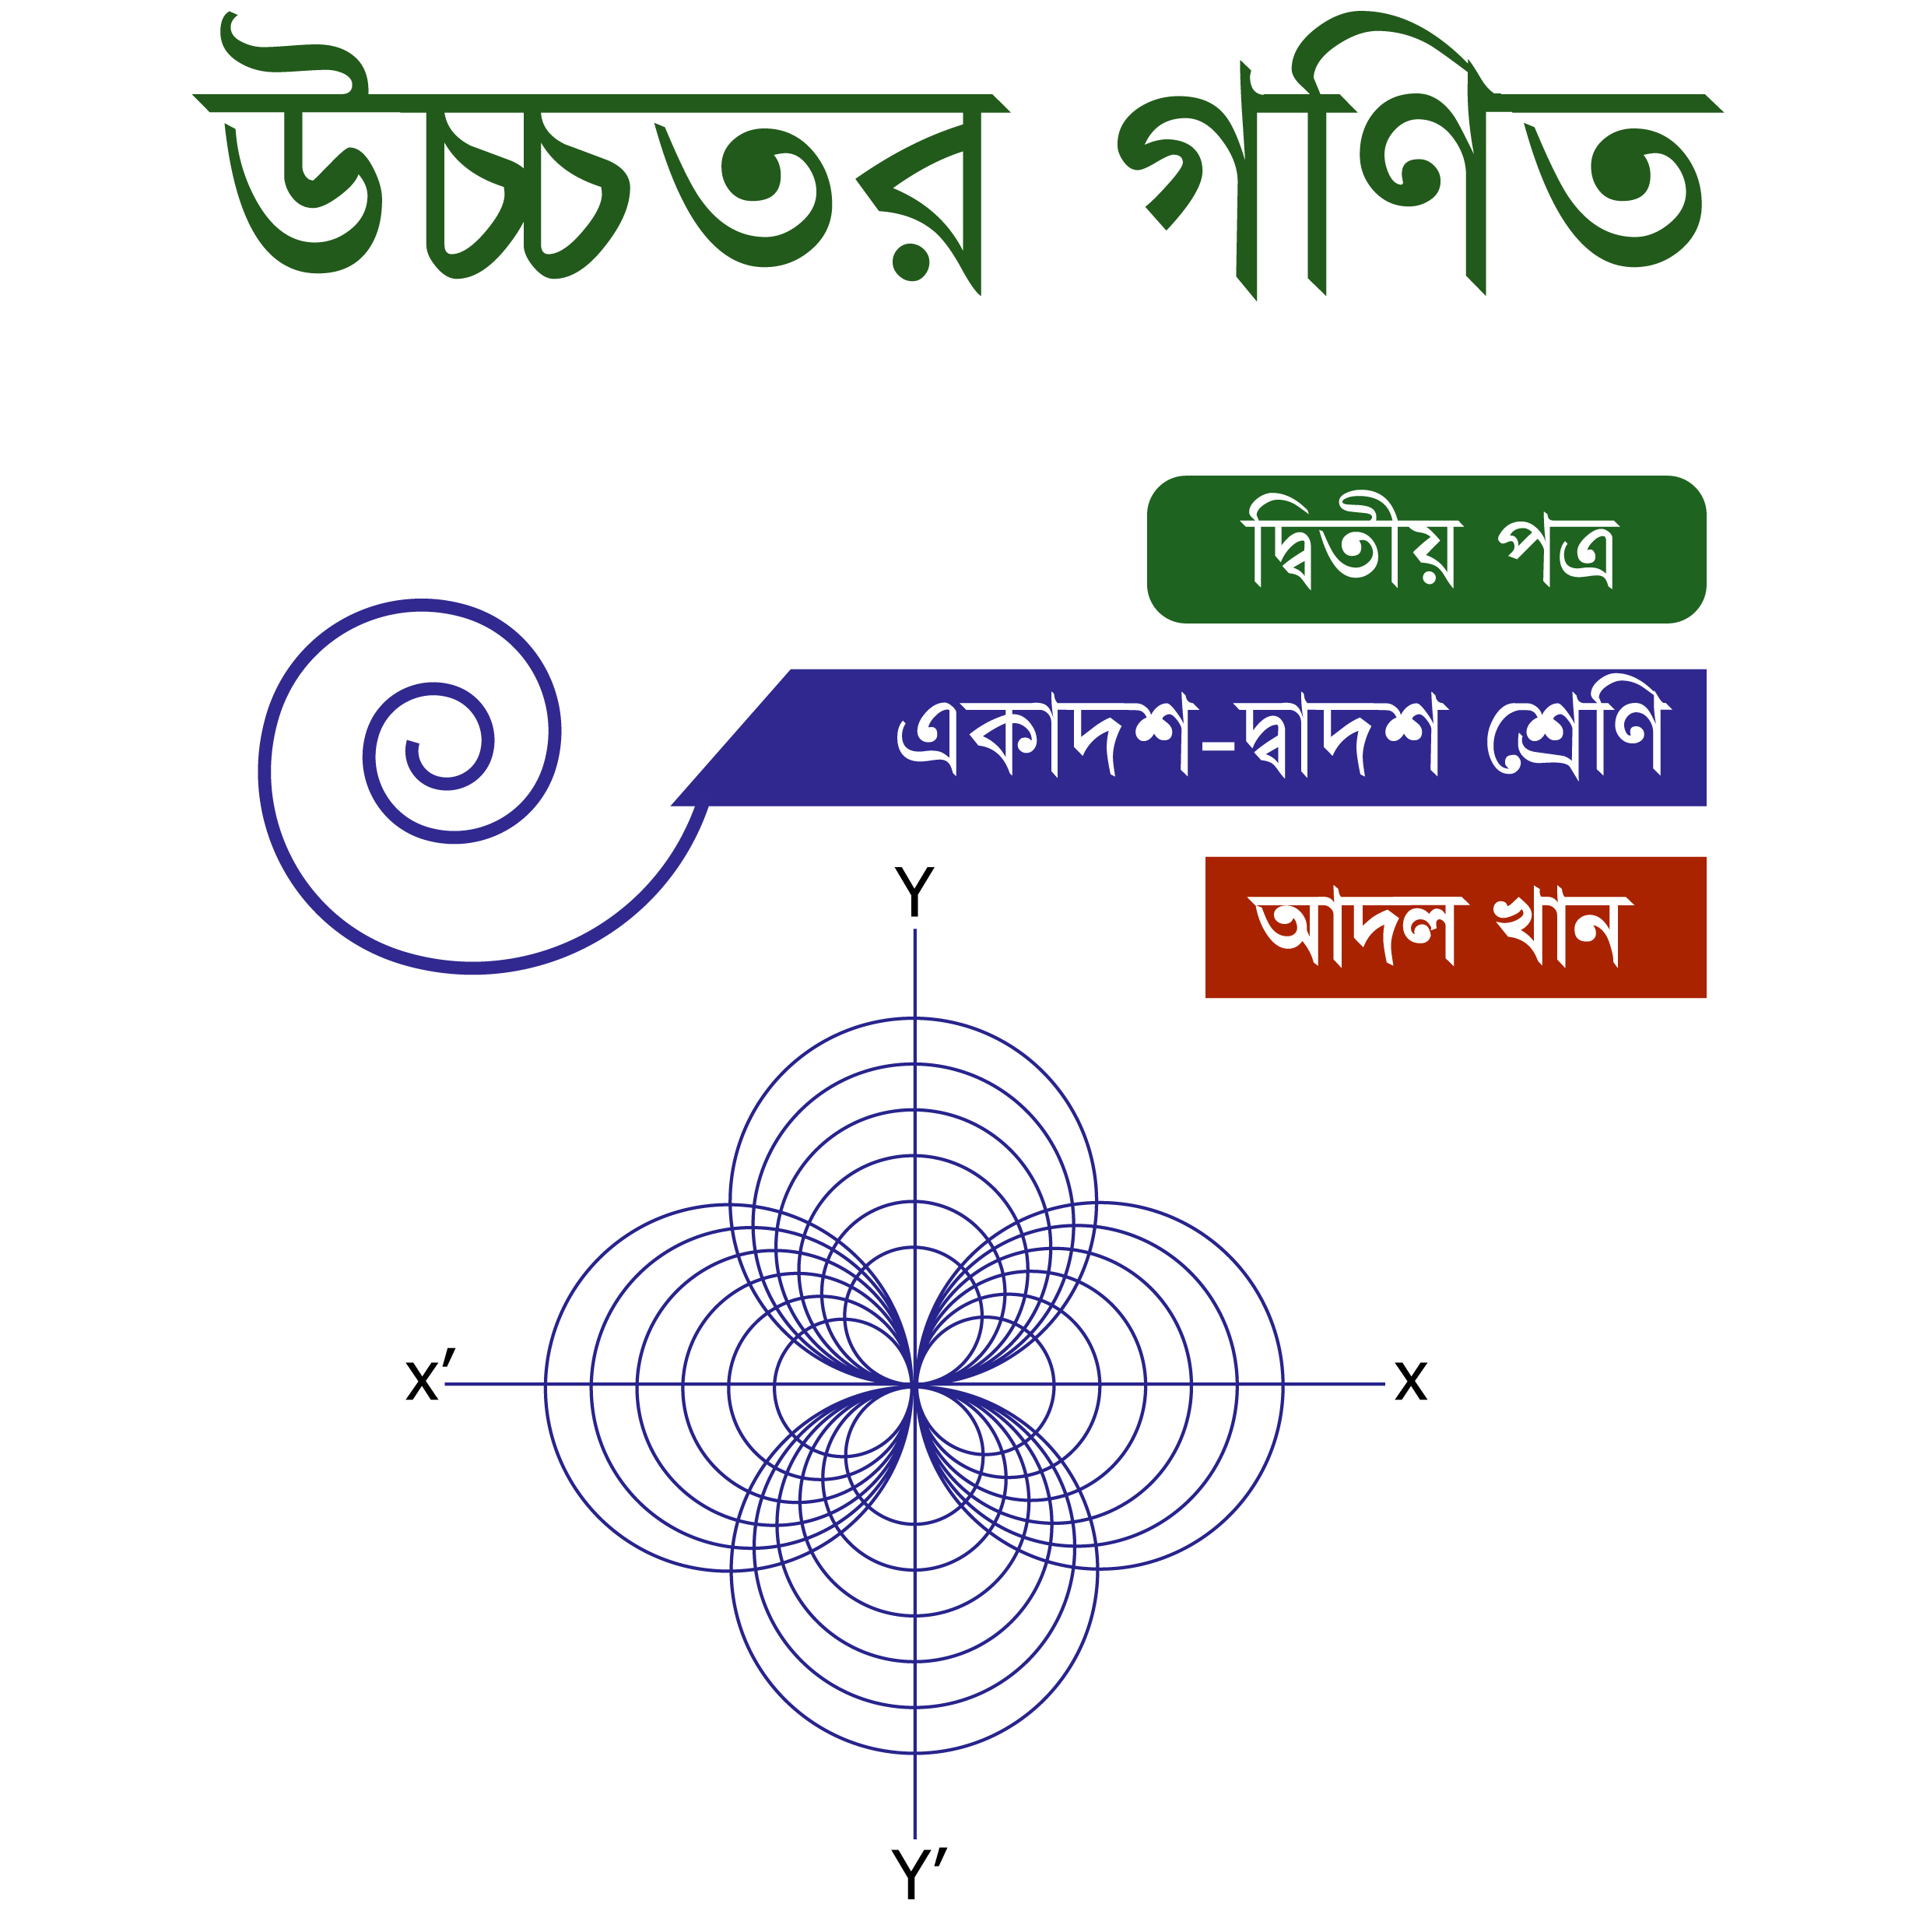 উচ্চতর গণিত
দ্বিতীয় পত্র
একাদশ-দ্বাদশ শ্রেণি
আদল খান
Y
X′
X
Y′